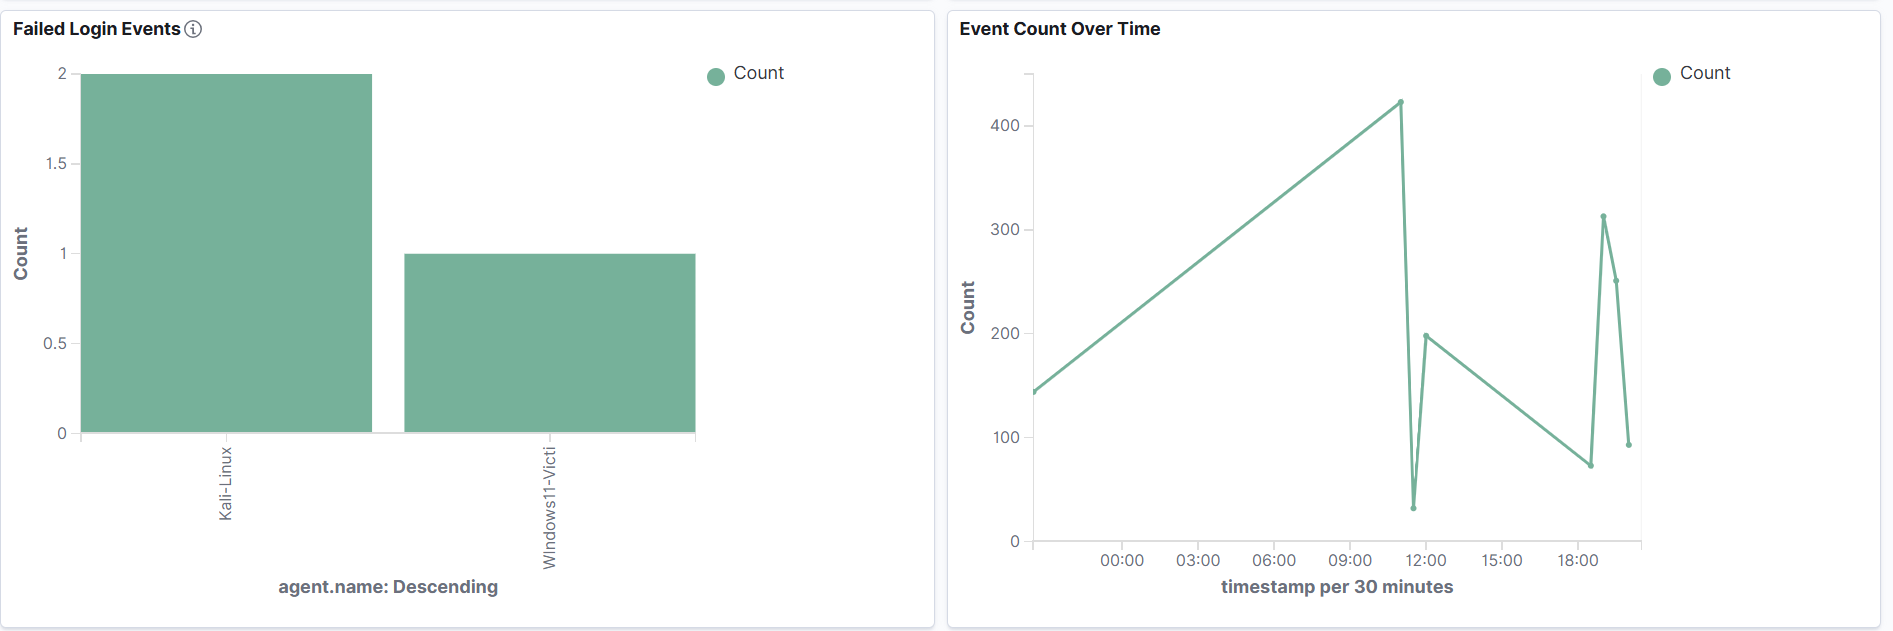 Failed Login Events
Count
2
1.5
1
0.5
0
Count
Kali-Linux
WIndows11-Victi
agent.name: Descending
Event Count Over Time
Count
400
300
200
100
0
Count
00:00 03:00 06:00 09:00 12:00 15:00 18:00
timestamp per 30 minutes